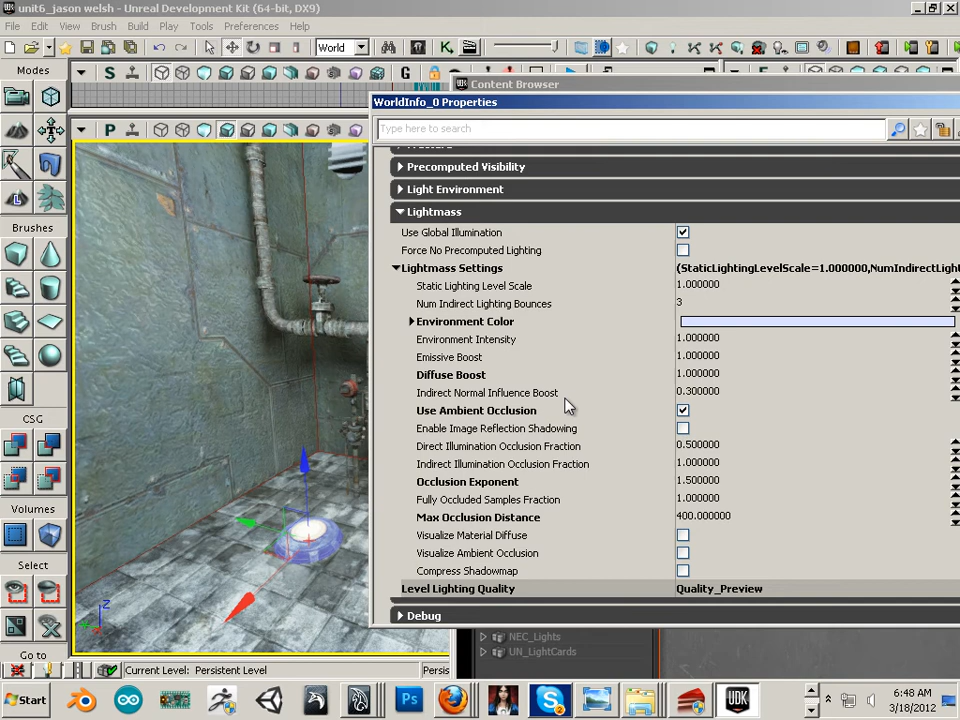 unit6_jason welsh - Unreal Development Kit (64-bit, DX9)
File Edit View Brush Build Play Tools Preferences Help
World
Modes
S
G
Content Browser
WorldInfo_0 Properties
P
Type here to search
Precomputed Visibility
Light Environment
Lightmass
Use Global Illumination
Force No Precomputed Lighting
Brushes
Lightmass Settings (StaticLightingLevelScale=1.000000,NumIndirectLigh
Static Lighting Level Scale 1.000000
Num Indirect Lighting Bounces 3
Environment Color
Environment Intensity 1.000000
Emissive Boost 1.000000
Diffuse Boost 1.000000
Indirect Normal Influence Boost 0.300000
Use Ambient Occlusion
CSG
Enable Image Reflection Shadowing
Direct Illumination Occlusion Fraction 0.500000
Indirect Illumination Occlusion Fraction 1.000000
Occlusion Exponent 1.500000
Fully Occluded Samples Fraction 1.000000
Volumes
Max Occlusion Distance 400.000000
Visualize Material Diffuse
Visualize Ambient Occlusion
Select
Compress Shadowmap
Level Lighting Quality Quality_Preview
Debug
Z
NEC_Lights
UN_LightCards
Go to
Current Level: Persistent Level Persis
Start
Ps
UDK
6:48 AM
3/18/2012